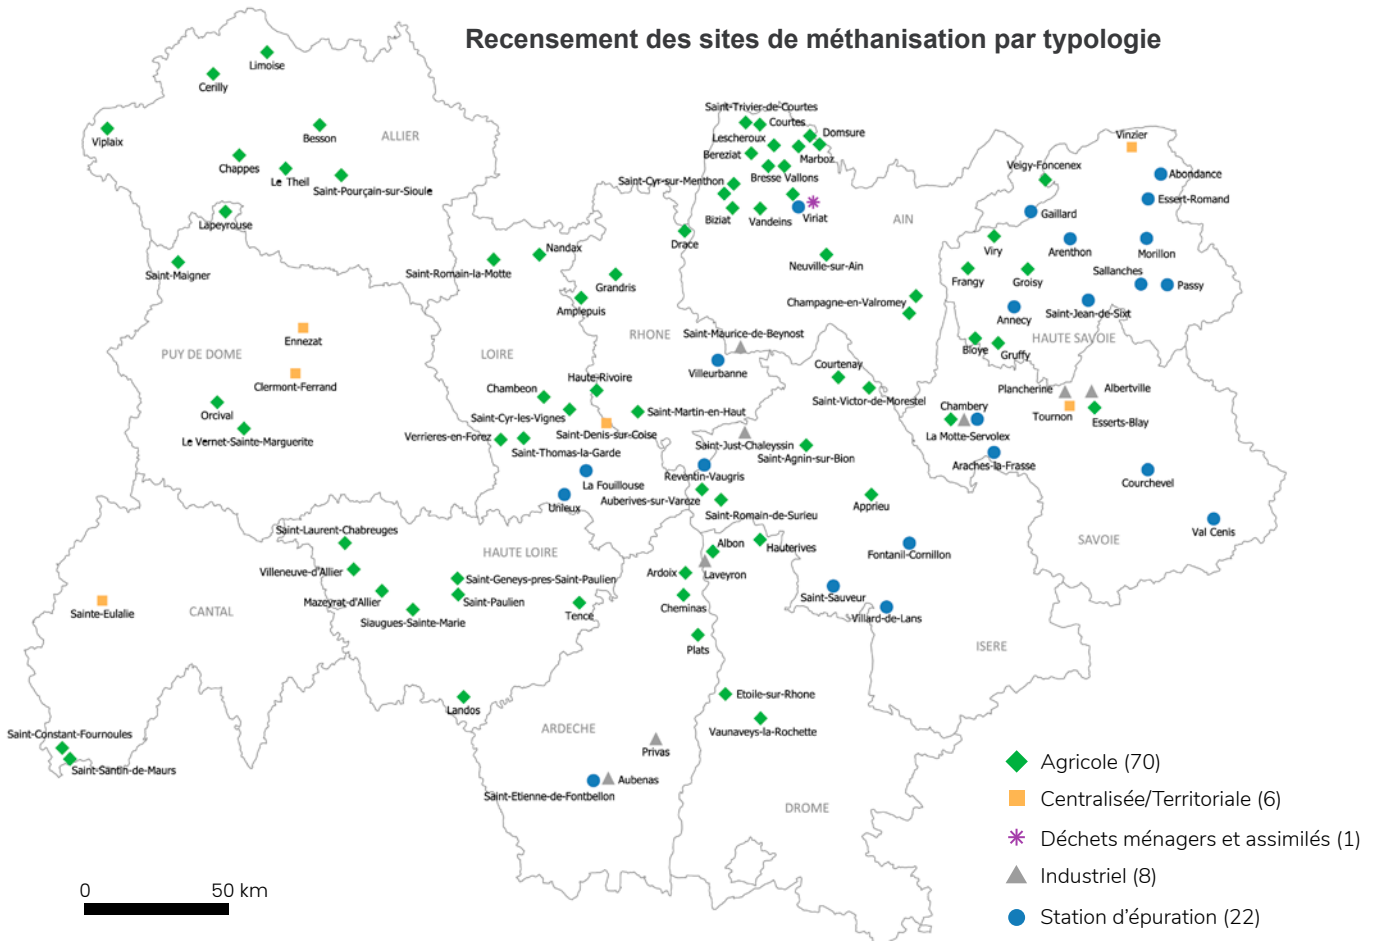 Recensement des sites de méthanisation par typologie
Limoise
Cerilly
Viplaix
Besson
ALLIER
Chappes
Le Theil
Saint-Pourçain-sur-Sioule
Lapeyrouse
Saint-Maigner
Saint-Trivier-de-Courtes
Courtes
Lescheroux
Domsure
Bereziat
Marboz
Bresse Vallons
Saint-Cyr-sur-Menthon
Biziat
Vandeins
Viriat
AIN
Drace
Neuville-sur-Ain
Champagne-en-Valromey
Vinzier
Veigy-Foncenex
Abondance
Essert-Romand
Gaillard
Viry
Arenthon
Morillon
Frangy
Groisy
Sallanches
Passy
Annecy
Saint-Jean-de-Sixt
HAUTE SAVOIE
Bloye
Gruffy
Nandax
Saint-Romain-la-Motte
Grandris
Amplepuis
RHONE
Saint-Maurice-de-Beynost
Villeurbanne
Ennezat
PUY DE DOME
LOIRE
Clermont-Ferrand
Orcival
Le Vernet-Sainte-Marguerite
Haute-Rivoire
Chambeon
Saint-Cyr-les-Vignes
Saint-Martin-en-Haut
Verrieres-en-Forez
Saint-Denis-sur-Coise
Saint-Thomas-la-Garde
La Fouillouse
Unieux
Courtenay
Saint-Victor-de-Morestel
Saint-Just-Chaleyssin
Saint-Agnin-sur-Bion
Reventin-Vaugris
Auberives-sur-Vareze
Saint-Romain-de-Surieu
Apprieu
Plancherine
Albertville
Chambery
Tournon
Esserts-Blay
La Motte-Servolex
Araches-la-Frasse
Courchevel
Val Cenis
SAVOIE
Fontanil-Cornillon
Saint-Sauveur
Villard-de-Lans
ISERE
Saint-Laurent-Chabreuges
HAUTE LOIRE
Villeneuve-d'Allier
Saint-Geneys-pres-Saint-Paulien
Mazeyrat-d'Allier
Saint-Paulien
Siaugues-Sainte-Marie
Tence
Landos
Sainte-Eulalie
CANTAL
Saint-Constant-Fournoules
Saint-Santin-de-Maurs
Albon
Hauterives
Ardoix
Laveyron
Cheminas
Plats
Etoile-sur-Rhone
Vaunaveys-la-Rochette
ARDECHE
Privas
Aubenas
Saint-Etienne-de-Fontbellon
DROME
Agricole (70)
Centralisée/Territoriale (6)
Déchets ménagers et assimilés (1)
Industriel (8)
Station d'épuration (22)
0 50 km